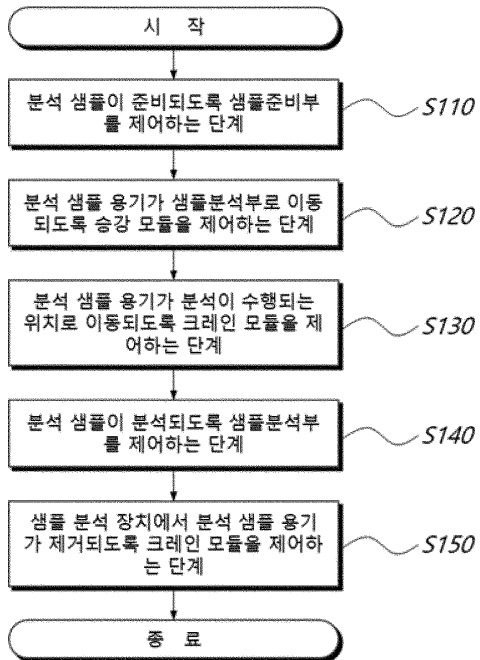 시 작
분석 샘플이 준비되도록 샘플준비부
를 제어하는 단계
S110
분석 샘플 용기가 샘플분석부로 이동
되도록 승강 모듈을 제어하는 단계
S120
분석 샘플 용기가 분석이 수행되는
위치로 이동되도록 크레인 모듈을 제
어하는 단계
S130
분석 샘플이 분석되도록 샘플분석부
를 제어하는 단계
S140
샘플 분석 장치에서 분석 샘플 용기
가 제거되도록 크레인 모듈을 제어하
는 단계
S150
종 료